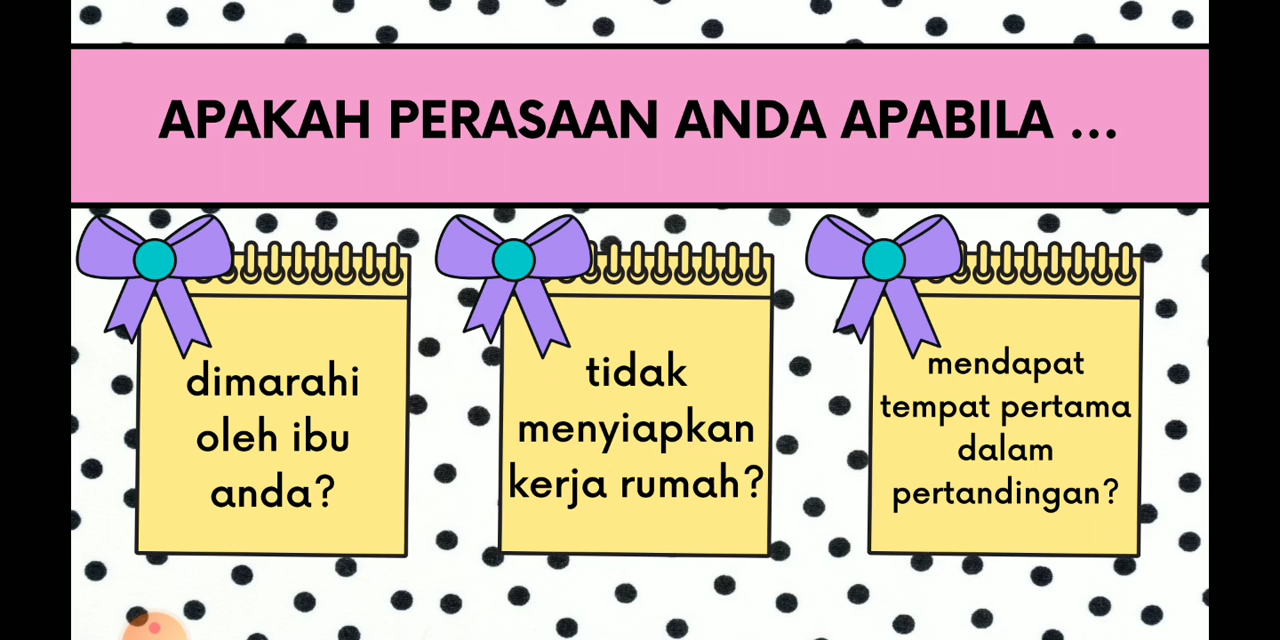 APAKAH PERASAAN ANDA APABILA ...
dimarahi
oleh ibu
anda?
tidak
menyiapkan
kerja rumah?
mendapat
tempat pertama
dalam
pertandingan?